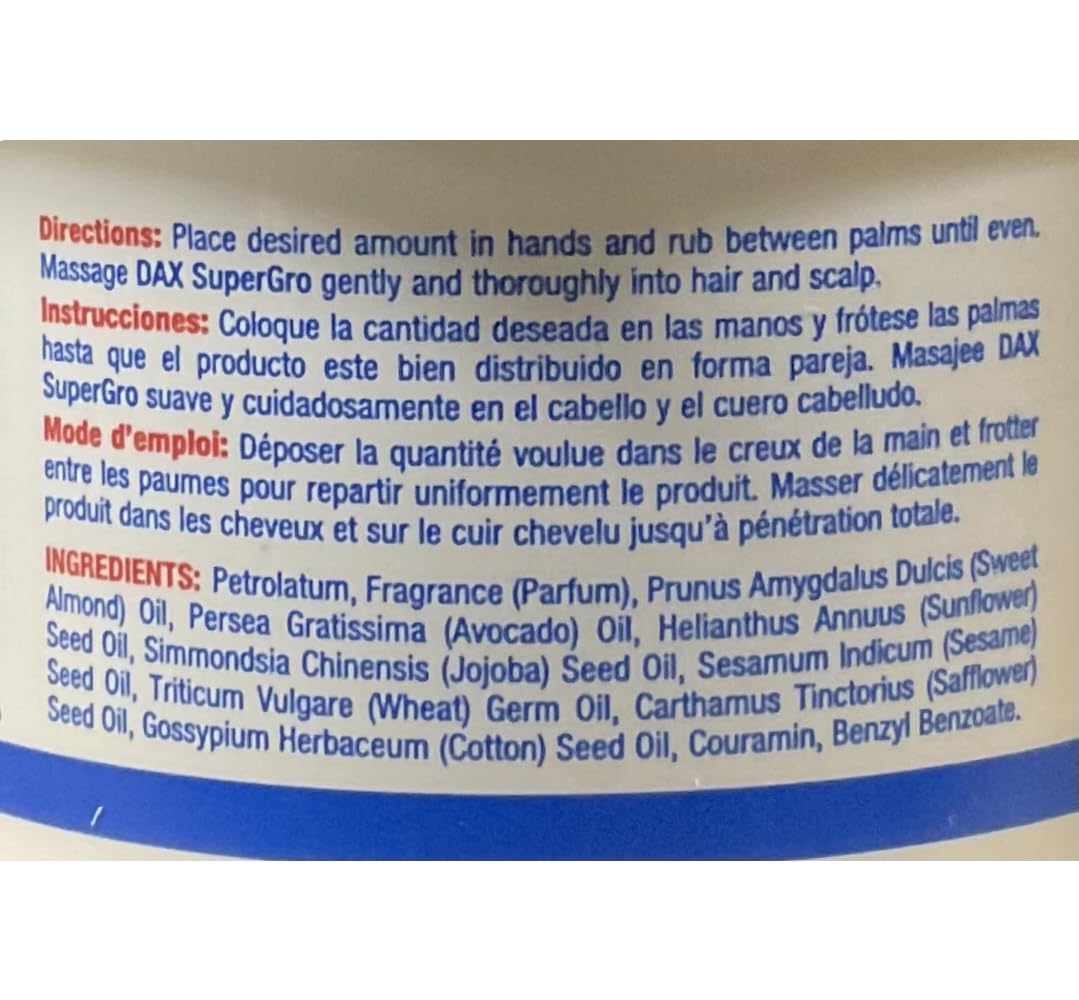 Directions: Place desired amount in hands and rub between palms until even.
Massage DAX SuperGro gently and thoroughly into hair and scalp.
Instrucciones: Coloque la cantidad deseada en las manos y frótese las palmas
hasta que el producto este bien distribuido en forma pareja. Masajee DAX
SuperGro suave y cuidadosamente en el cabello y el cuero cabelludo.
Mode d'emploi: Déposer la quantité voulue dans le creux de la main et frotter
entre les paumes pour repartir uniformement le produit. Masser délicatement le
produit dans les cheveux et sur le cuir chevelu jusqu'à pénétration totale.
INGREDIENTS: Petrolatum, Fragrance (Parfum), Prunus Amygdalus Dulcis (Sweet
Almond) Oil, Persea Gratissima (Avocado) Oil, Helianthus Annuus (Sunflower)
Seed Oil, Simmondsia Chinensis (Jojoba) Seed Oil, Sesamum Indicum (Sesame)
Seed Oil, Triticum Vulgare (Wheat) Germ Oil, Carthamus Tinctorius (Safflower)
Seed Oil, Gossypium Herbaceum (Cotton) Seed Oil, Couramin, Benzyl Benzoate.